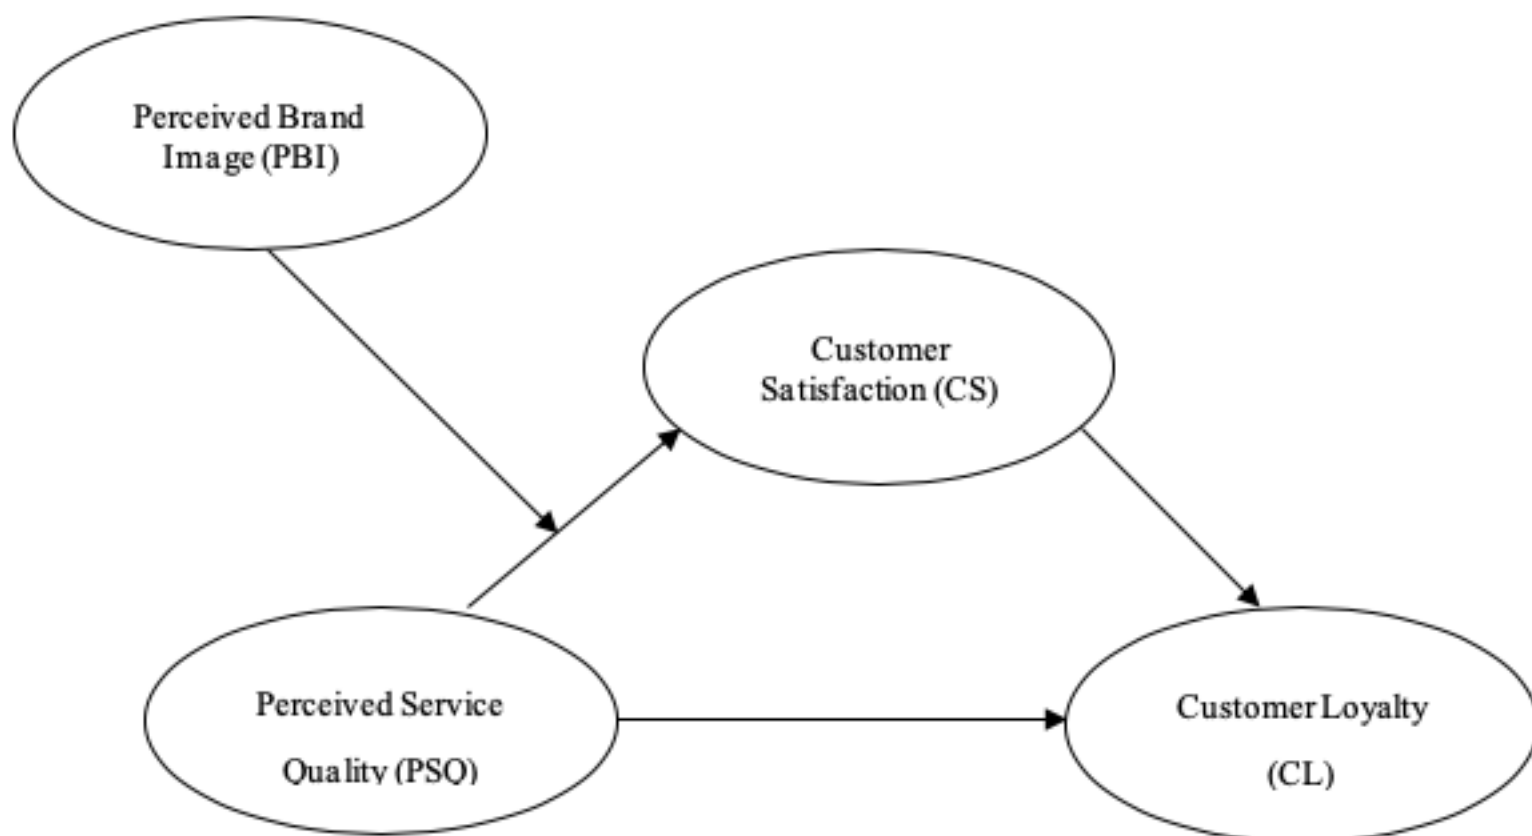 Perceived Brand
Image (PBI)
Customer
Satisfaction (CS)
Perceived Service
Quality (PSQ)
Customer Loyalty
(CL)